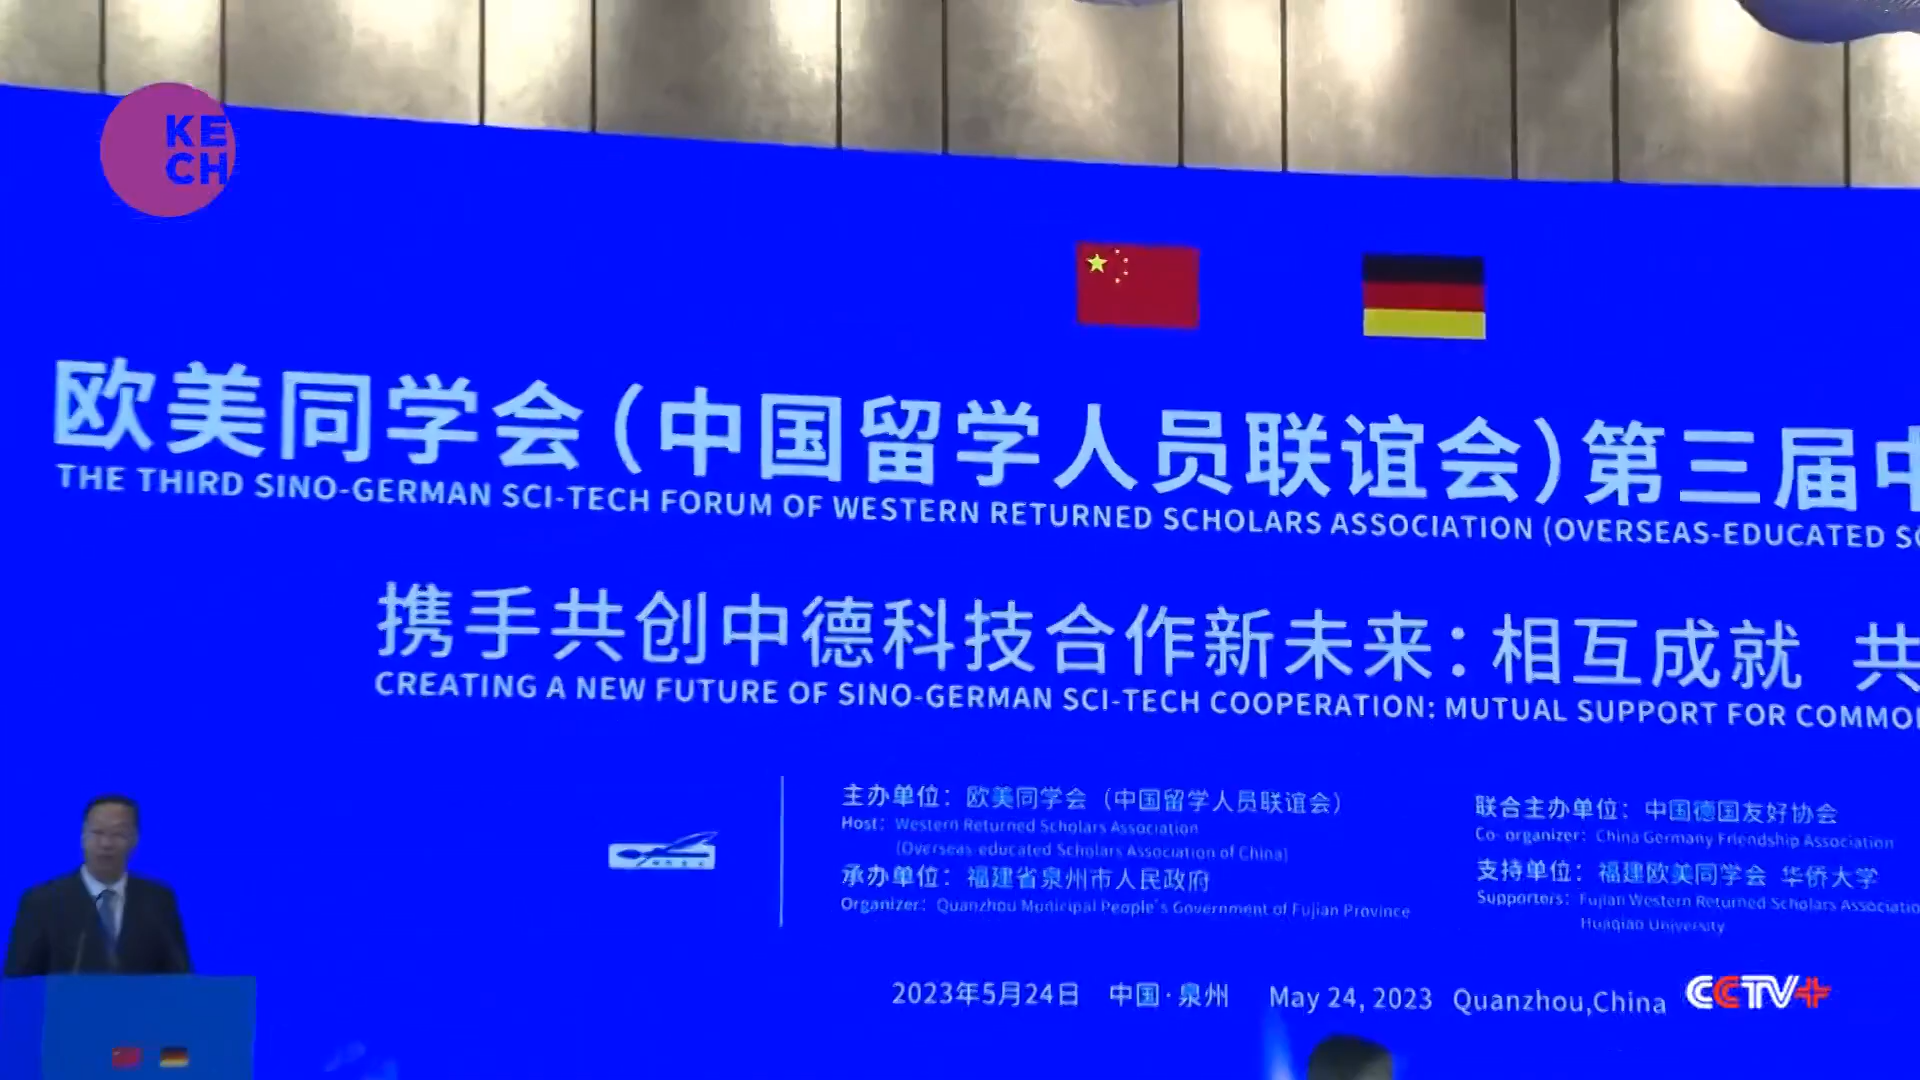 KE
CH
欧美同学会（中国留学人员联谊会）第三届中
THE THIRD SINO-GERMAN SCI-TECH FORUM OF WESTERN RETURNED SCHOLARS ASSOCIATION (OVERSEAS-EDUCATED
携手共创中德科技合作新未来：相互成就 共
CREATING A NEW FUTURE OF SINO-GERMAN SCI-TECH COOPERATION: MUTUAL SUPPORT FOR COMMO
主办单位：欧美同学会（中国留学人员联谊会）
Host: Western Returned Scholars Association
(Overseas-educated Scholars Association of China)
承办单位：福建省泉州市人民政府
Organizer: Quanzhou Municipal People's Government of Fujian Province
联合主办单位：中国德国友好协会
Co-organizer: China Germany Friendship Association
支持单位：福建欧美同学会 华侨大学
Supporters: Fujian Western Returned Scholars Associatio
Huaqiao University
2023年5月24日 中国·泉州 May 24, 2023 Quanzhou,China
CCTV+